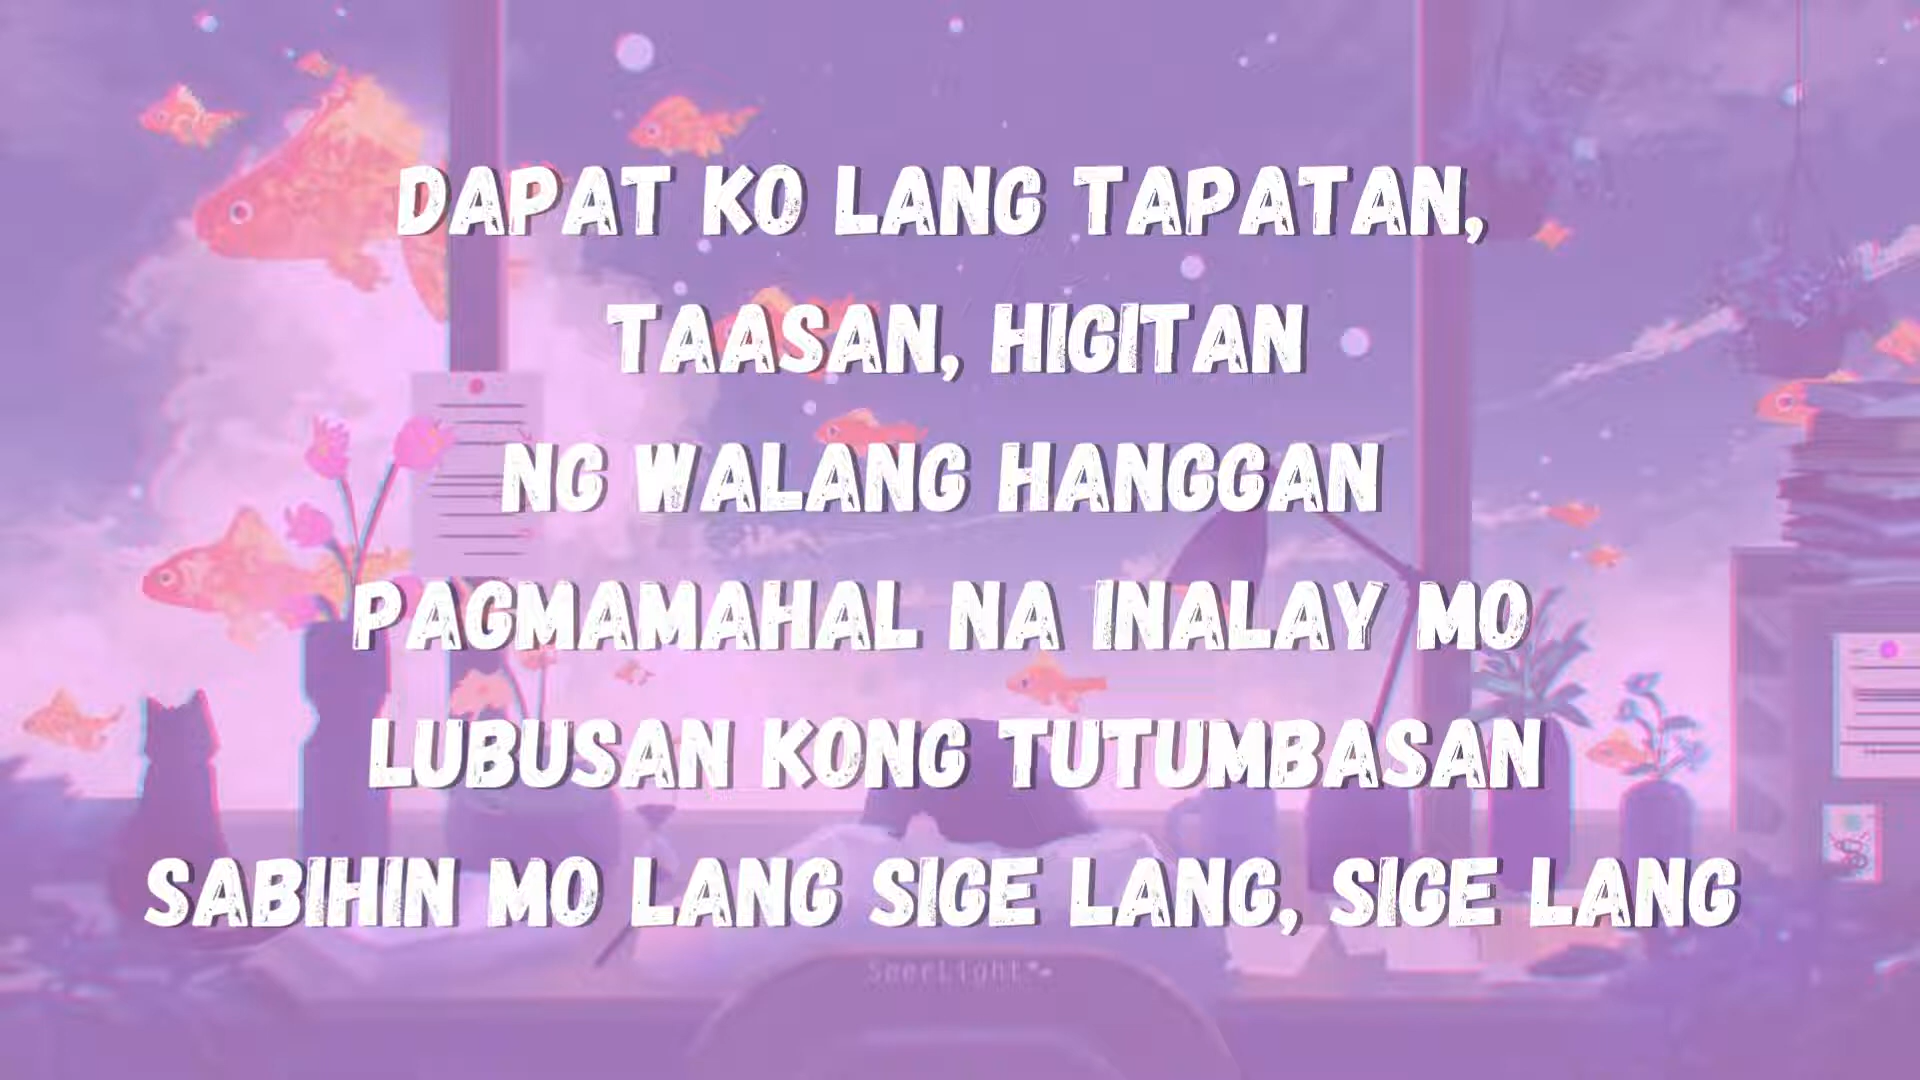 DAPAT KO LANG TAPATAN,
TAASAN, HIGITAN
NG WALANG HANGGAN
PAGMAMAHAL NA INALAY MO
LUBUSAN KONG TUTUMBASAN
SABIHIN MO LANG SIGE LANG, SIGE LANG